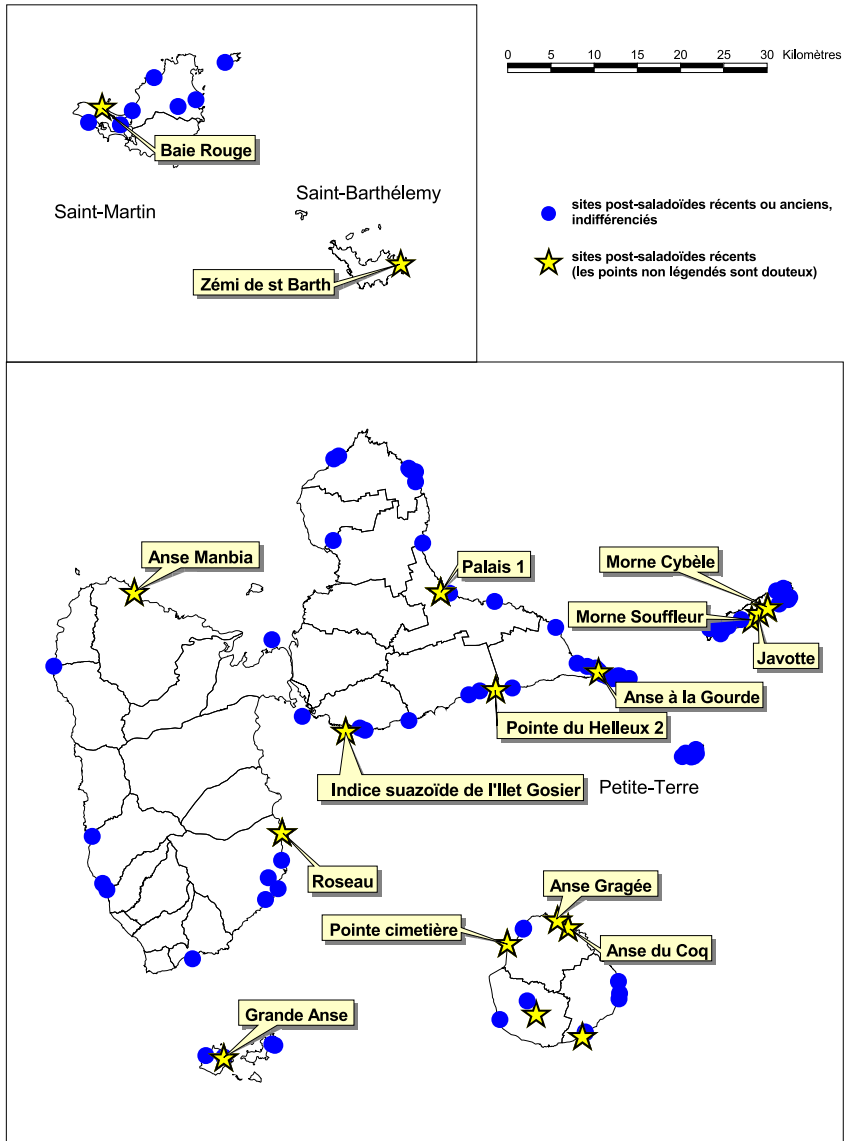 0 5 10 15 20 30 Kilomètres
Baie Rouge
Saint-Martin
Saint-Barthélemy
Zémi de st Barth
sites post-saladoïdes récents ou anciens,
indifférenciés
sites post-saladoïdes récents
(les points non légendés sont douteux)
Anse Manbia
Palais 1
Morne Cybèle
Morne Souffleur
Javotte
Anse à la Gourde
Pointe du Helleux 2
Indice suazoïde de l'Ilet Gosier
Petite-Terre
Roseau
Anse Gragée
Pointe cimetière
Anse du Coq
Grande Anse